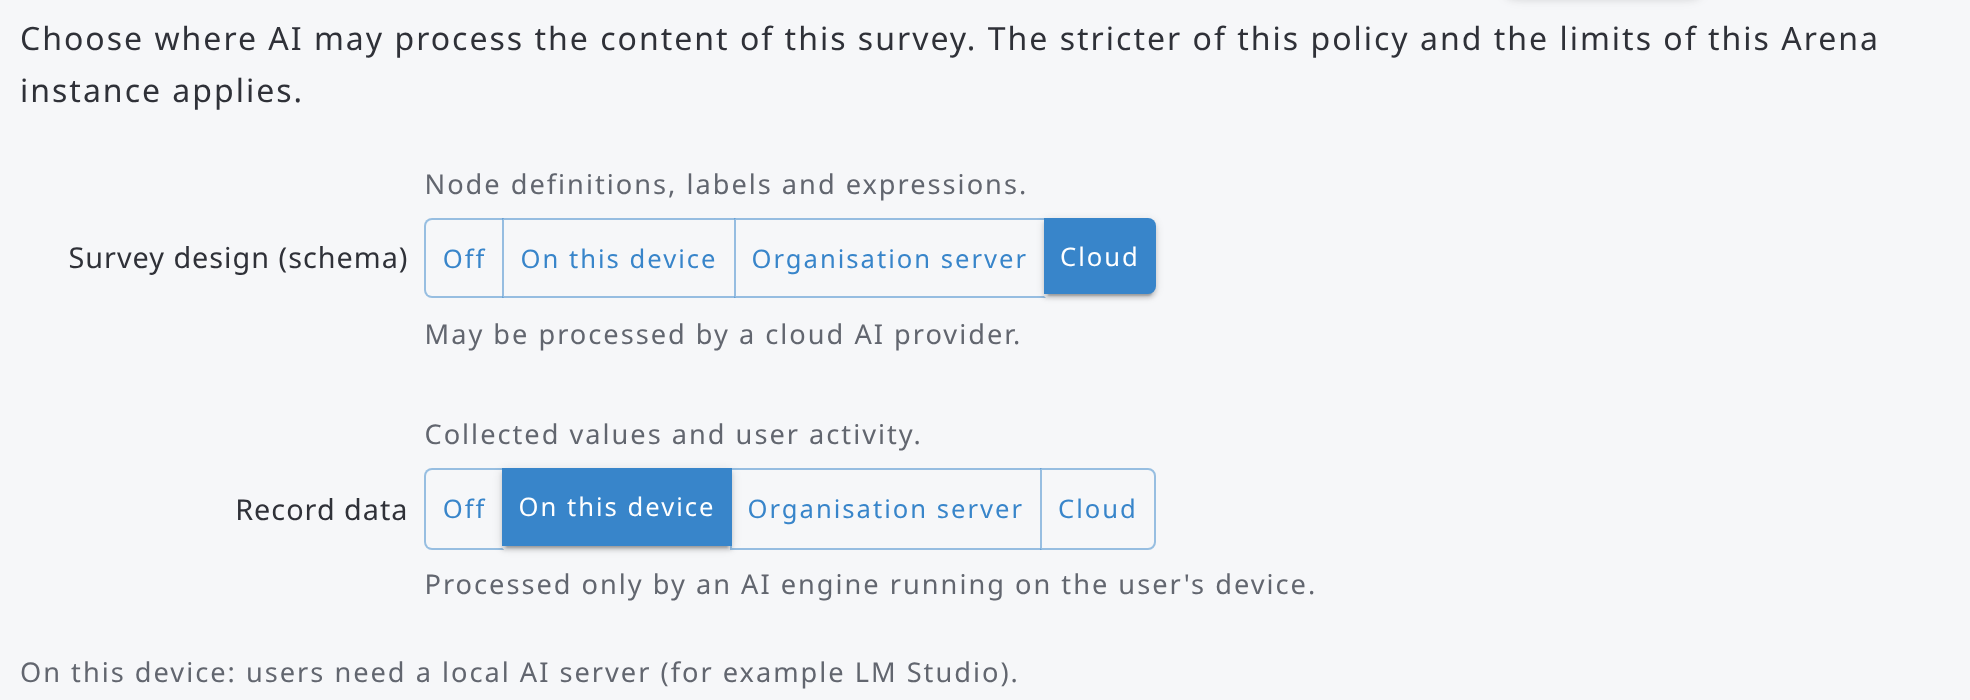 Choose where AI may process the content of this survey. The stricter of this policy and the limits of this Arena
instance applies.
Node definitions, labels and expressions.
Survey design (schema) Off On this device Organisation server Cloud
May be processed by a cloud AI provider.
Collected values and user activity.
Record data Off On this device Organisation server Cloud
Processed only by an AI engine running on the user's device.
On this device: users need a local AI server (for example LM Studio).